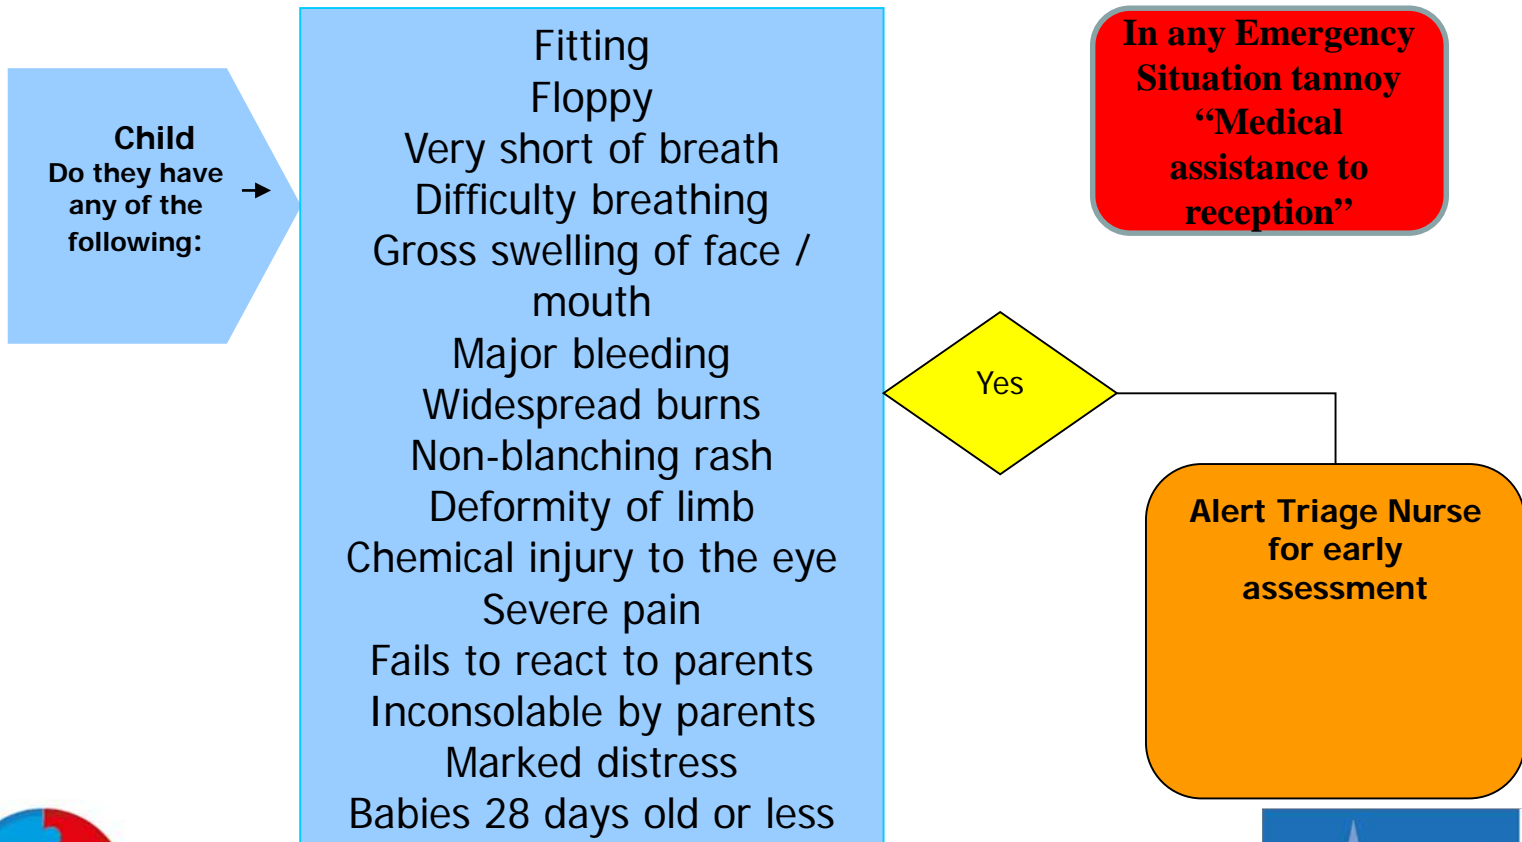 Child
Do they have
any of the
following:
Fitting
Floppy
Very short of breath
Difficulty breathing
Gross swelling of face /
mouth
Major bleeding
Widespread burns
Non-blanching rash
Deformity of limb
Chemical injury to the eye
Severe pain
Fails to react to parents
Inconsolable by parents
Marked distress
Babies 28 days old or less
In any Emergency
Situation tannoy
“Medical
assistance to
reception”
Yes
Alert Triage Nurse
for early
assessment